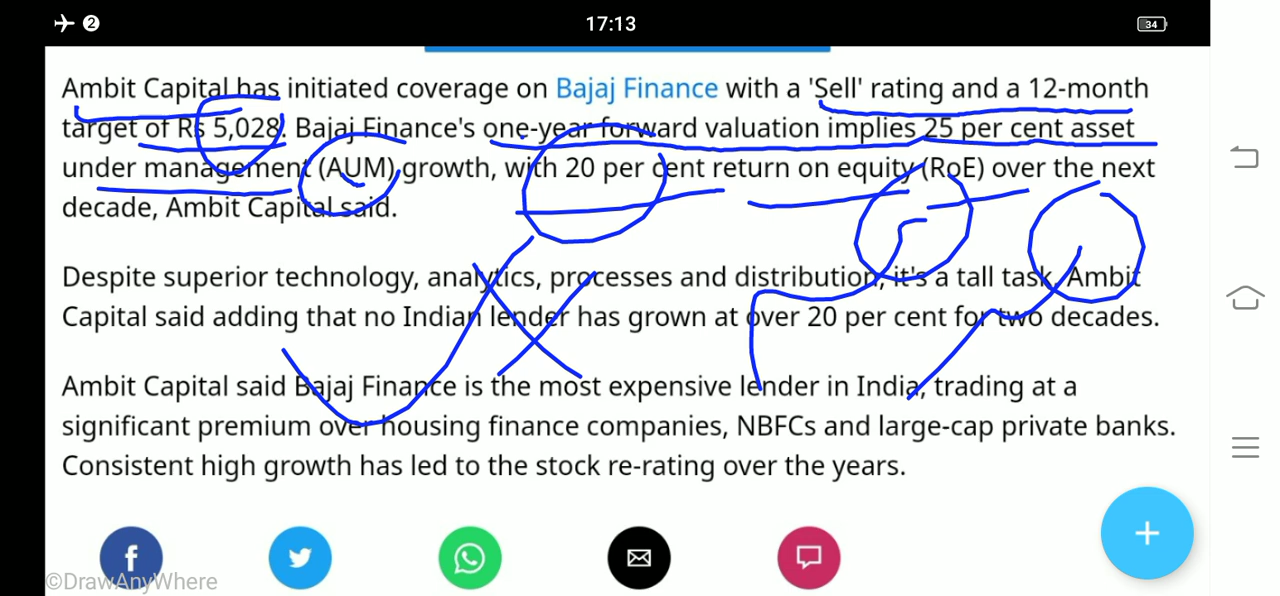 2
17:13
34
Ambit Capital has initiated coverage on Bajaj Finance with a 'Sell' rating and a 12-month
target of Rs 5,028. Bajaj Finance's one-year forward valuation implies 25 per cent asset
under management (AUM) growth, with 20 per cent return on equity (RoE) over the next
decade, Ambit Capital said.
Despite superior technology, analytics, processes and distribution, it's a tall task, Ambit
Capital said adding that no Indian lender has grown at over 20 per cent for two decades.
Ambit Capital said Bajaj Finance is the most expensive lender in India, trading at a
significant premium over housing finance companies, NBFCs and large-cap private banks.
Consistent high growth has led to the stock re-rating over the years.
f
+
©DrawAnyWhere